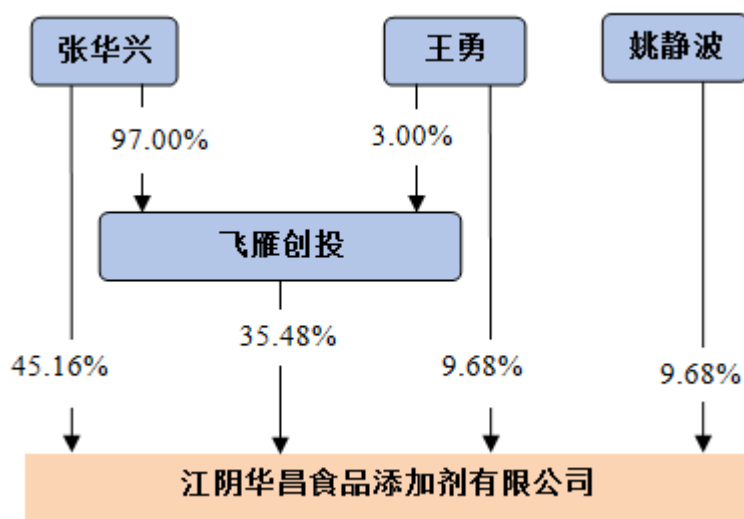 张华兴
王勇
姚静波
97.00%
3.00%
飞雁创投
35.48%
45.16%
9.68%
9.68%
江阴华昌食品添加剂有限公司